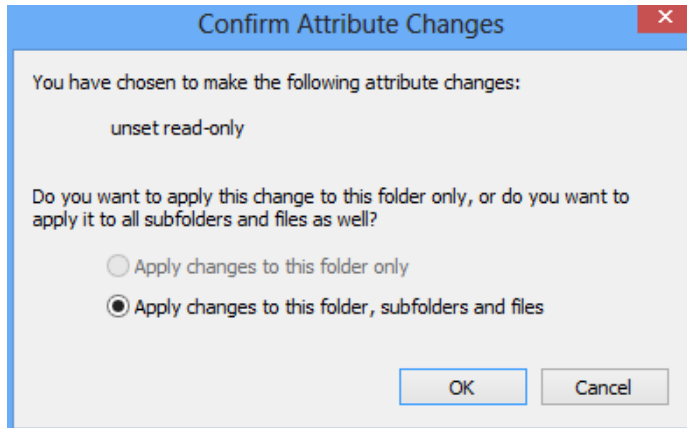 Confirm Attribute Changes
You have chosen to make the following attribute changes:
unset read-only
Do you want to apply this change to this folder only, or do you want to
apply it to all subfolders and files as well?
Apply changes to this folder only
Apply changes to this folder, subfolders and files
OK
Cancel